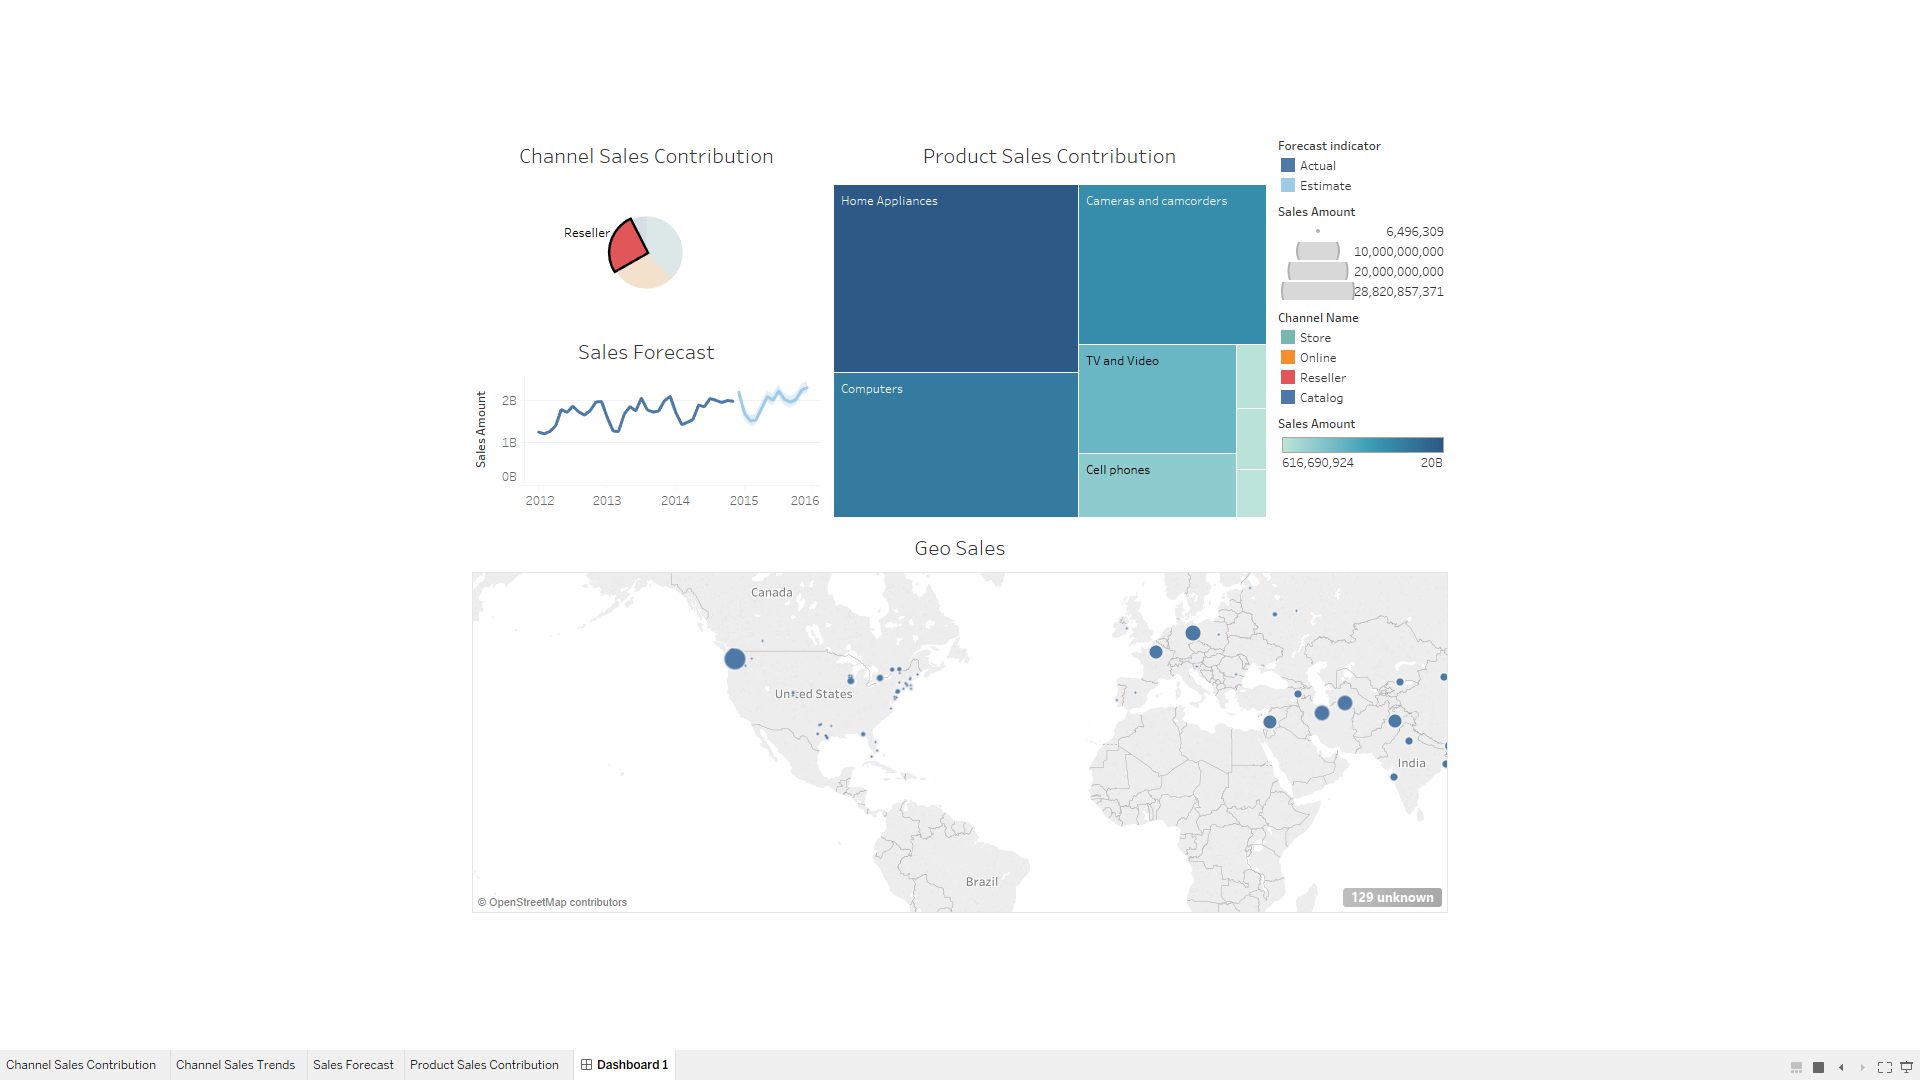 Channel Sales Contribution
Reseller
Sales Forecast
Sales Amount
2B
1B
0B
2012 2013 2014 2015 2016
Product Sales Contribution
Home Appliances
Cameras and camcorders
Computers
TV and Video
Cell phones
Forecast indicator
Actual
Estimate
Sales Amount
6,496,309
10,000,000,000
20,000,000,000
28,820,857,371
Channel Name
Store
Online
Reseller
Catalog
Sales Amount
616,690,924 20B
Geo Sales
Canada
United States
India
Brazil
© OpenStreetMap contributors
129 unknown
Channel Sales Contribution
Channel Sales Trends
Sales Forecast
Product Sales Contribution
Dashboard 1